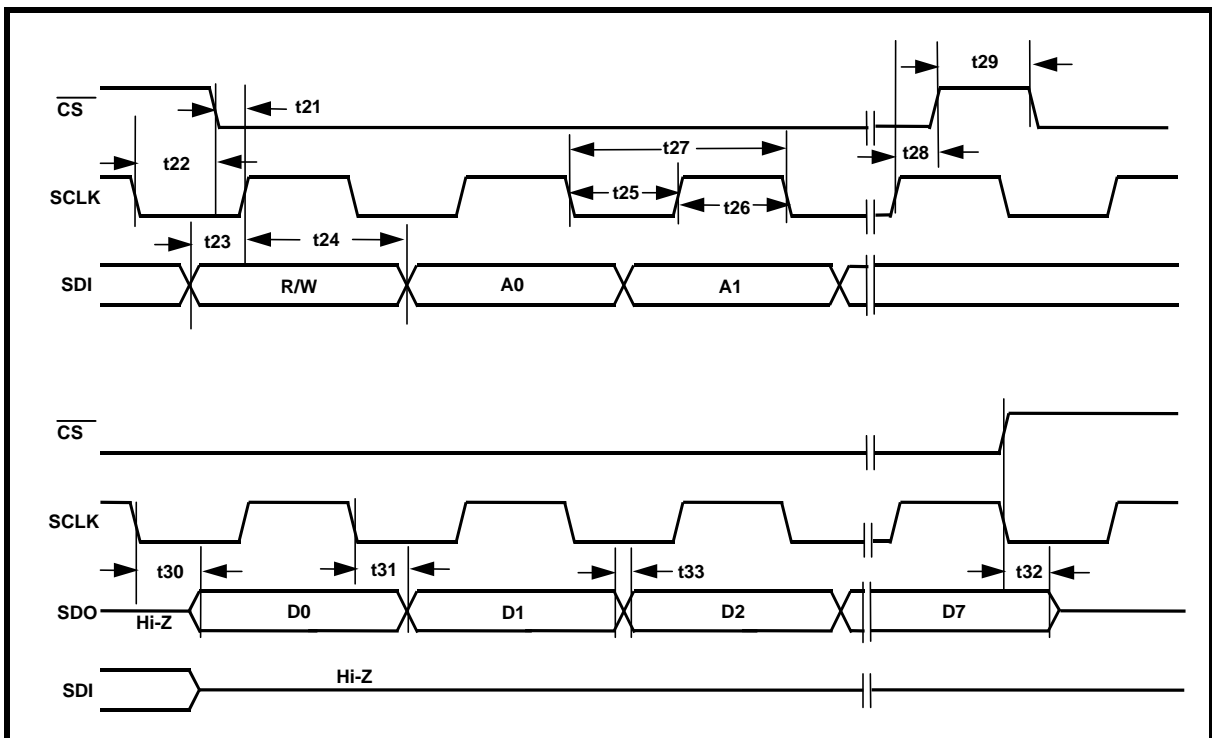 t29
CS
t21
t27
t28
t22
SCLK
t25
t26
t23
t24
SDI
R/W
A0
A1
CS
SCLK
t30
t31
t33
t32
SDO
Hi-Z
D0
D1
D2
D7
SDI
Hi-Z